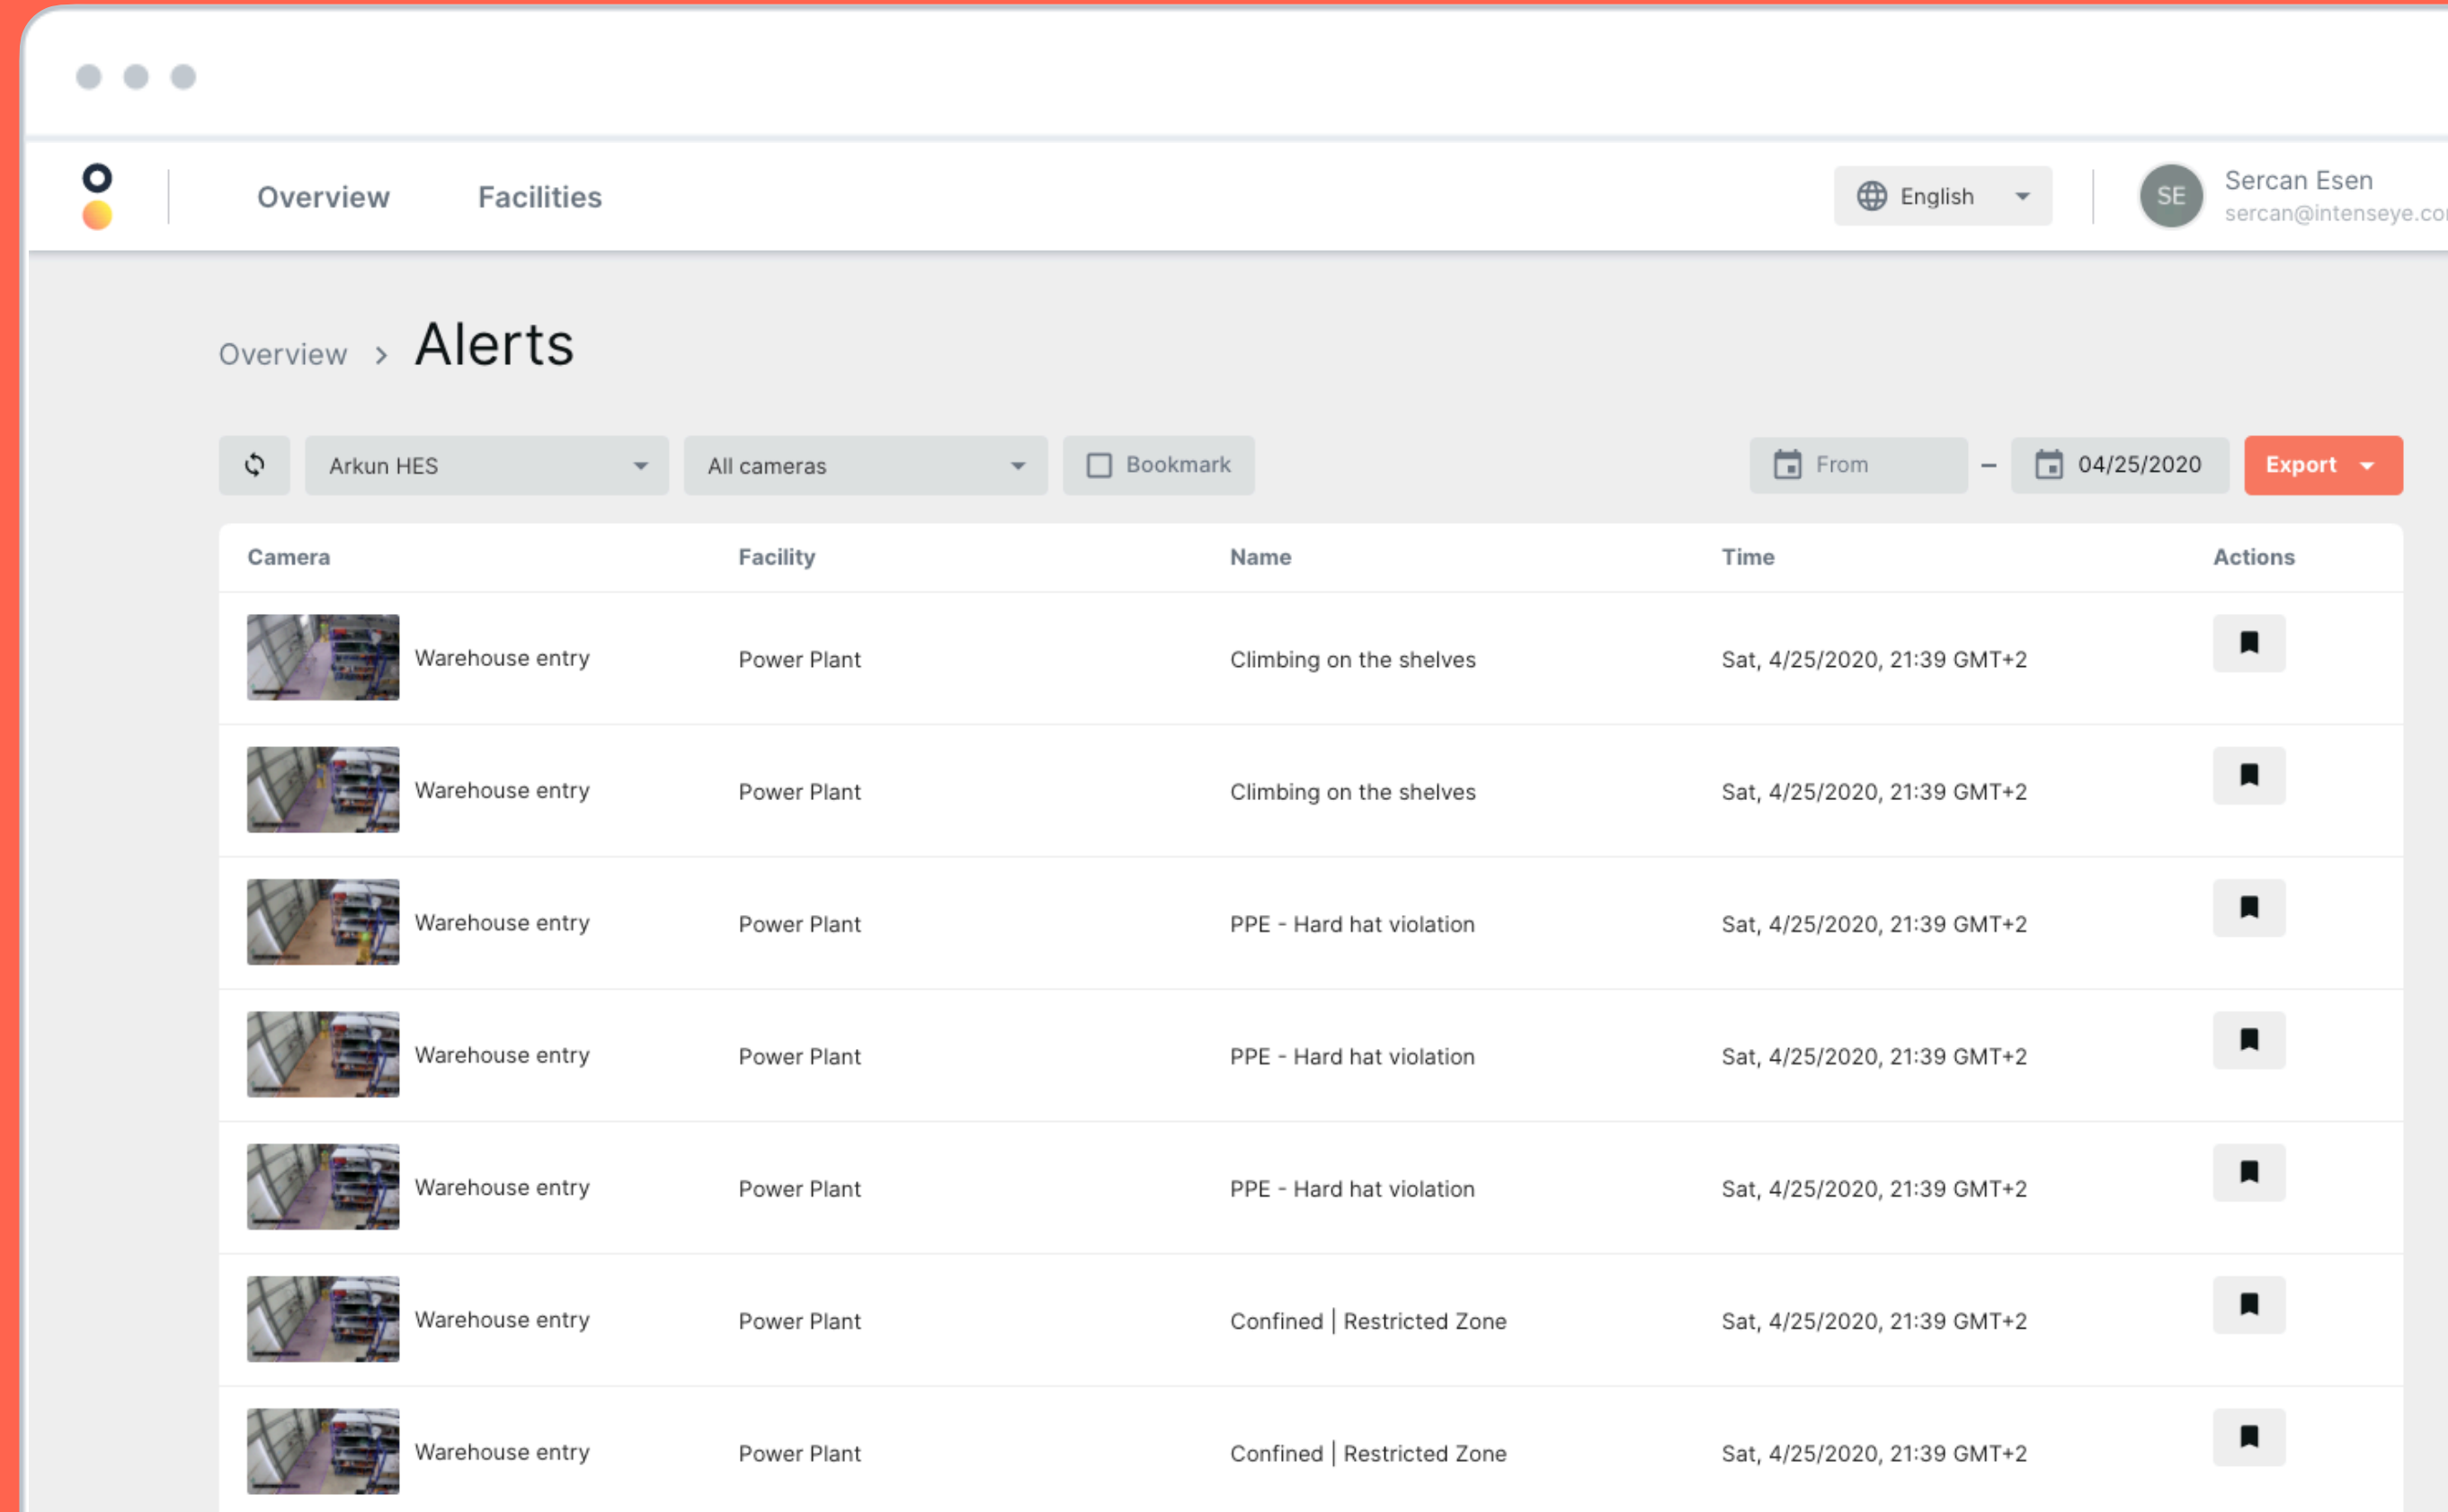 Overview Facilities English SE Sercan Esen
sercan@intenseye.co
Overview > Alerts
Arkun HES All cameras Bookmark From – 04/25/2020 Export
Camera Facility Name Time Actions
Warehouse entry Power Plant Climbing on the shelves Sat, 4/25/2020, 21:39 GMT+2
Warehouse entry Power Plant Climbing on the shelves Sat, 4/25/2020, 21:39 GMT+2
Warehouse entry Power Plant PPE - Hard hat violation Sat, 4/25/2020, 21:39 GMT+2
Warehouse entry Power Plant PPE - Hard hat violation Sat, 4/25/2020, 21:39 GMT+2
Warehouse entry Power Plant PPE - Hard hat violation Sat, 4/25/2020, 21:39 GMT+2
Warehouse entry Power Plant Confined | Restricted Zone Sat, 4/25/2020, 21:39 GMT+2
Warehouse entry Power Plant Confined | Restricted Zone Sat, 4/25/2020, 21:39 GMT+2